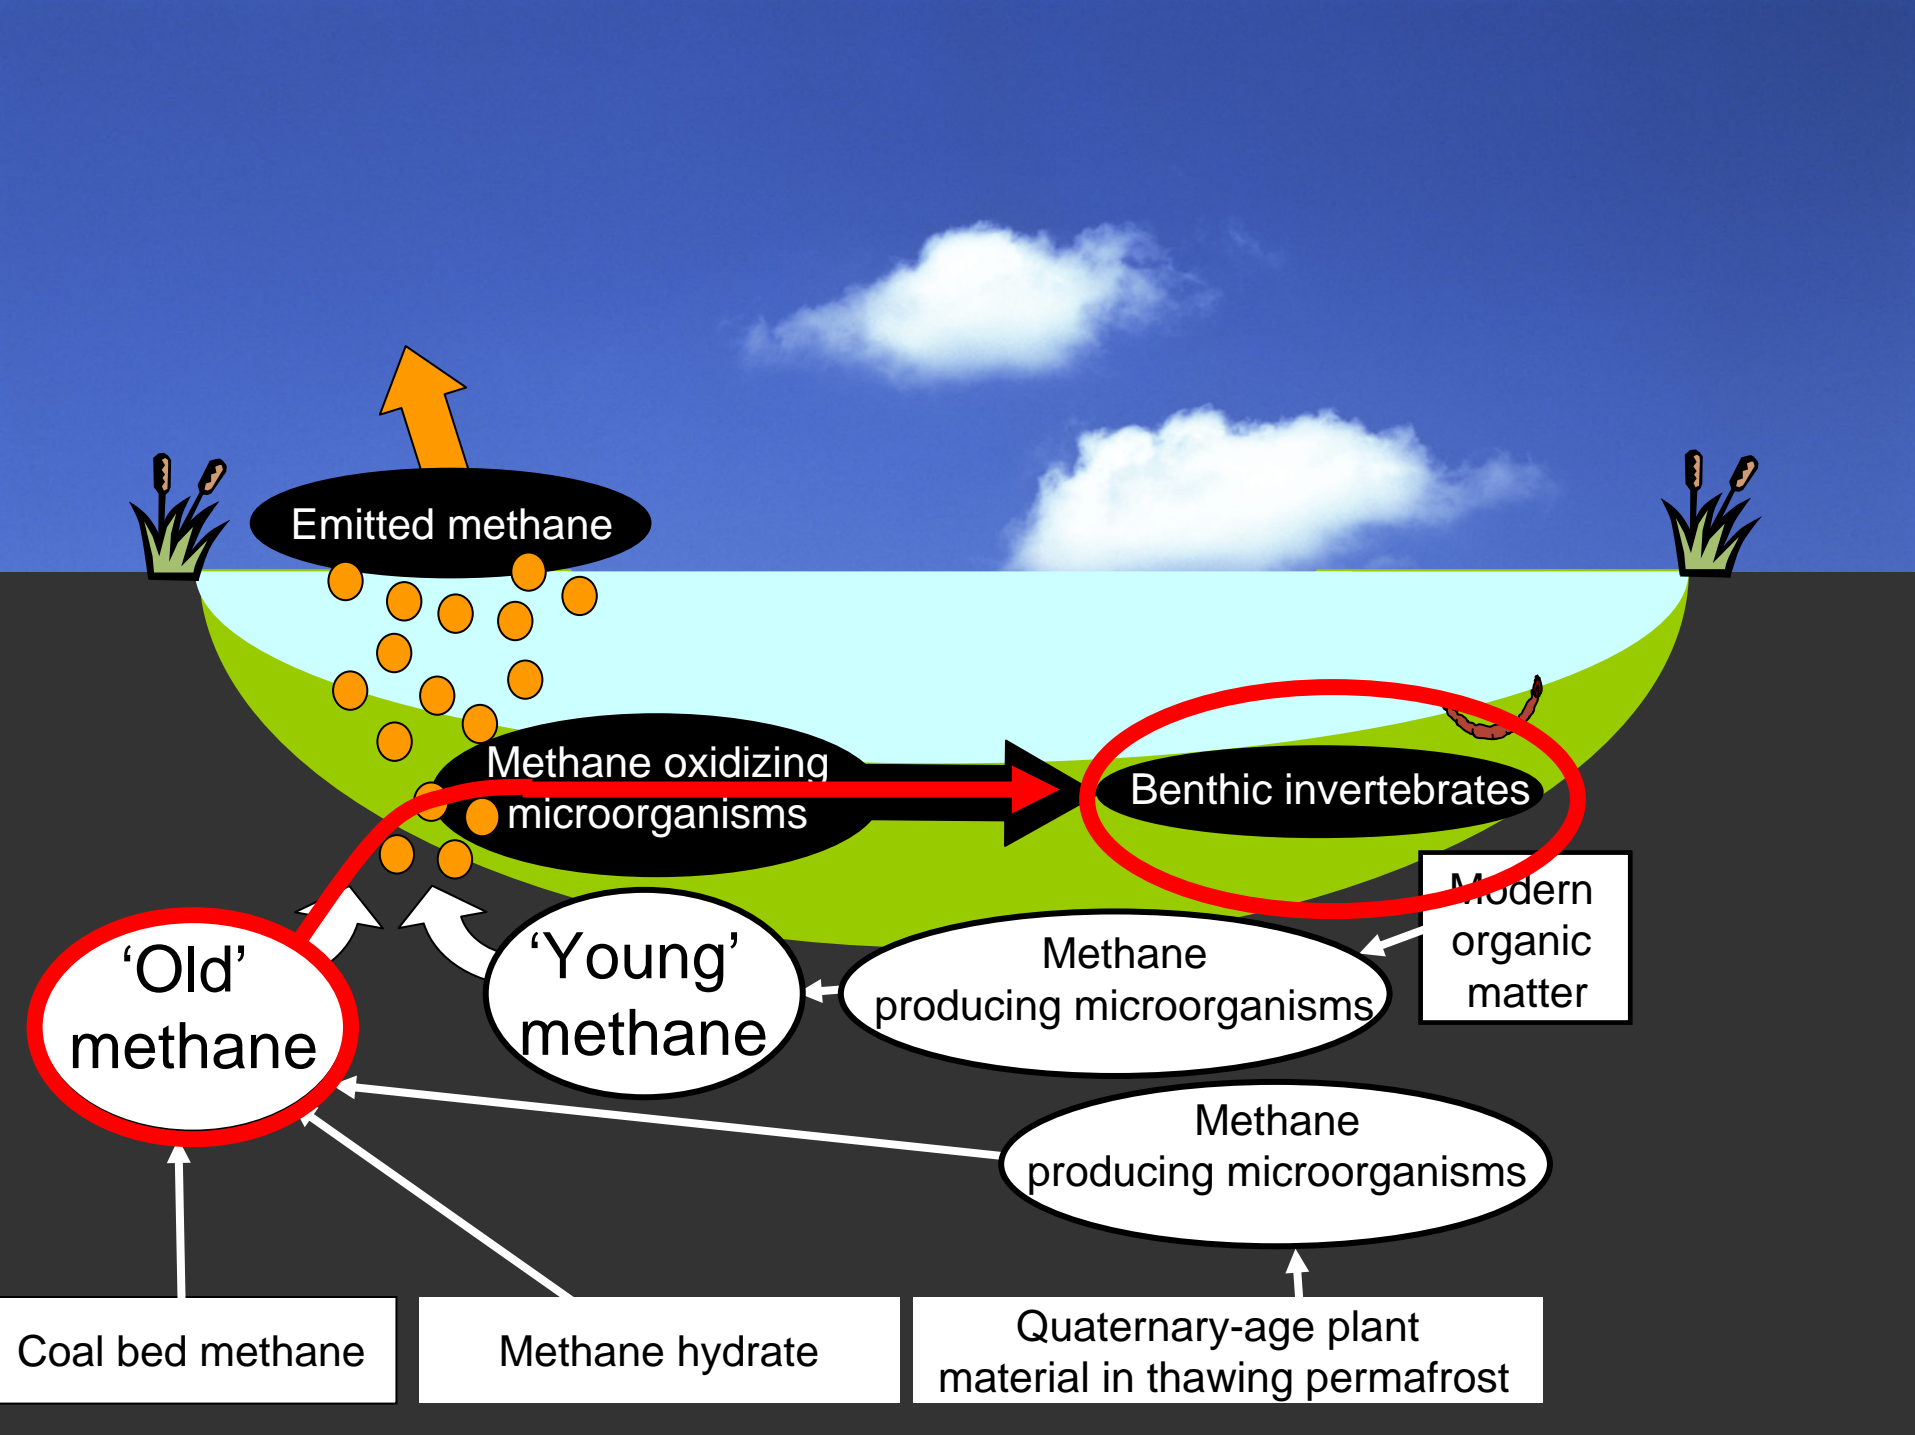 Emitted methane
Methane oxidizing
microorganisms
Benthic invertebrates
Modern
organic
matter
‘Old’
methane
‘Young’
methane
Methane
producing microorganisms
Methane
producing microorganisms
Coal bed methane
Methane hydrate
Quaternary-age plant
material in thawing permafrost